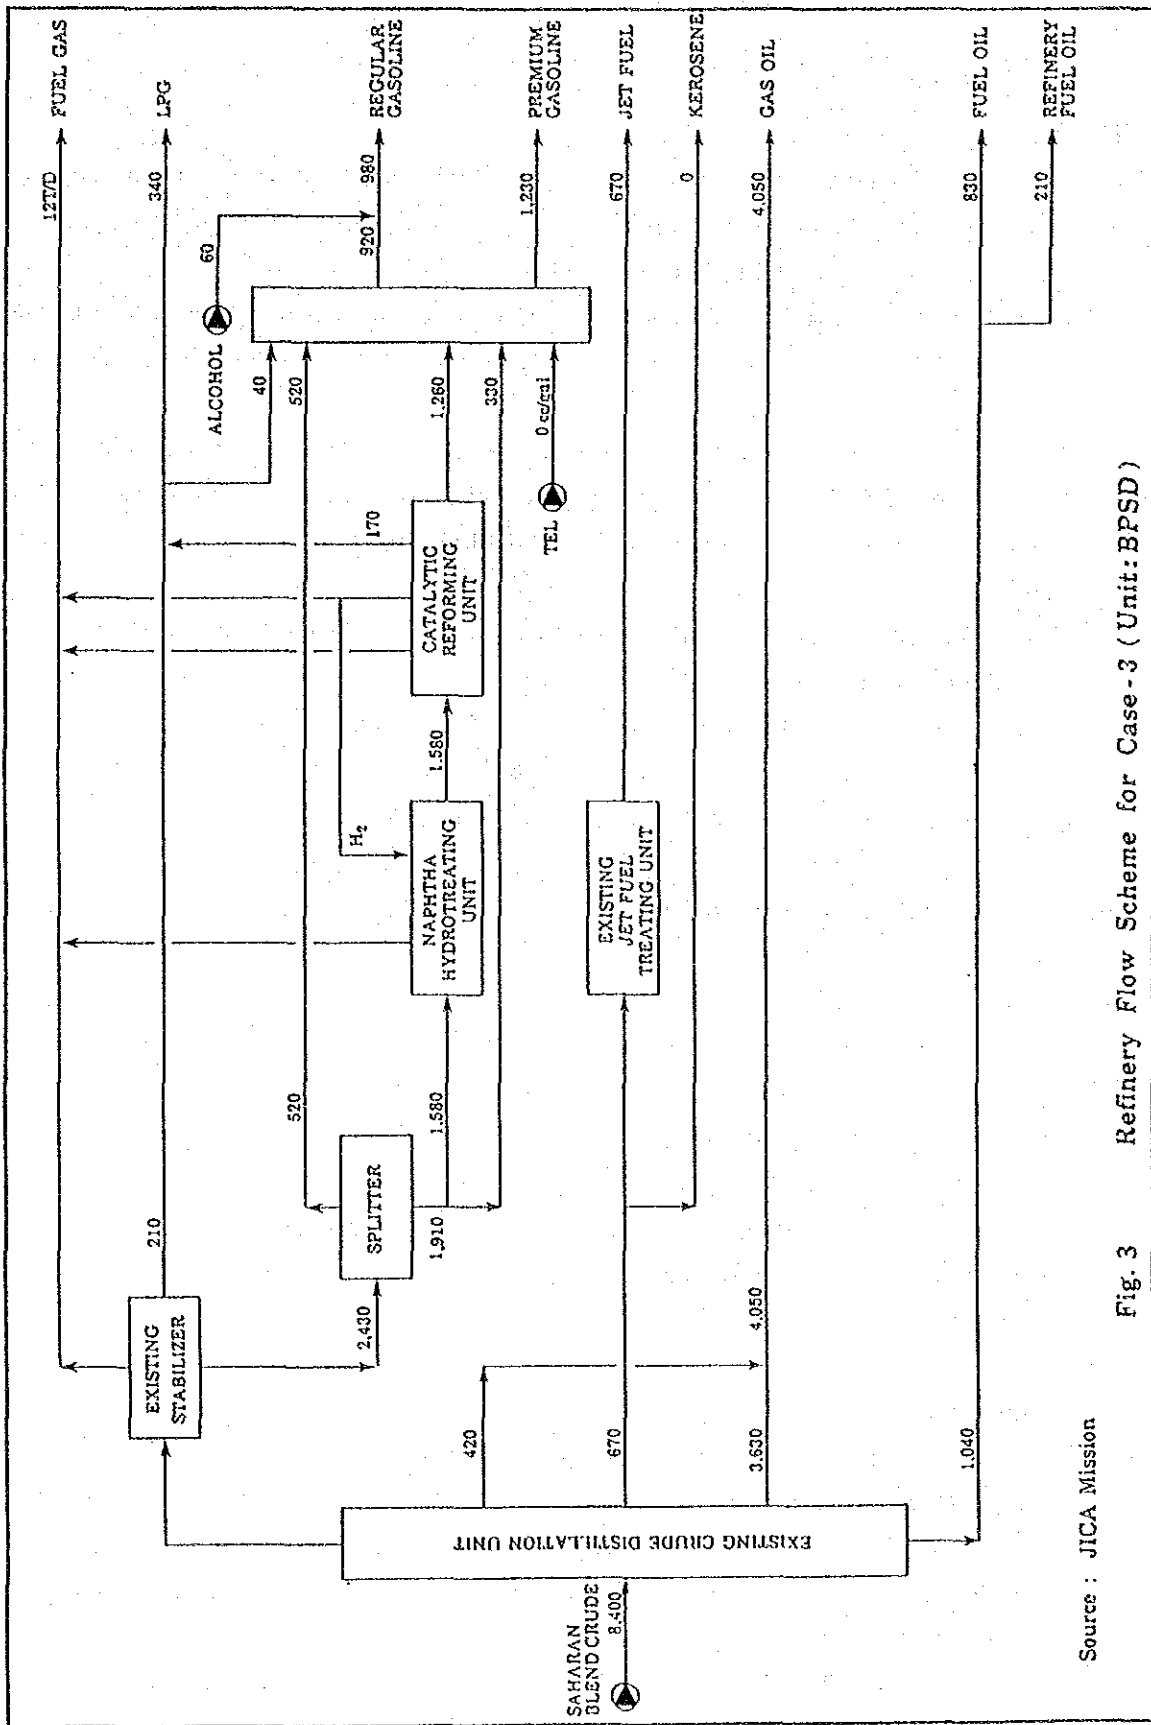 FUEL GAS
12T/D
LPG
340
REGULAR
GASOLINE
980
920
60
ALCOHOL
PREMIUM
GASOLINE
1,230
JET FUEL
670
KEROSENE
0
GAS OIL
4,050
FUEL OIL
830
REFINERY
FUEL OIL
210
40
520
1,260
330
0 cc/gal
TEL
170
CATALYTIC
REFORMING
UNIT
1,580
H₂
NAPHTHA
HYDROTREATING
UNIT
1,580
EXISTING
JET FUEL
TREATING UNIT
520
SPLITTER
1,910
2,430
210
EXISTING
STABILIZER
4,050
420
670
3,630
1,040
EXISTING CRUDE DISTILLATION UNIT
SAHARAN
BLEND CRUDE
8,400
Source : JICA Mission
Fig. 3 Refinery Flow Scheme for Case-3 (Unit: BPSD)